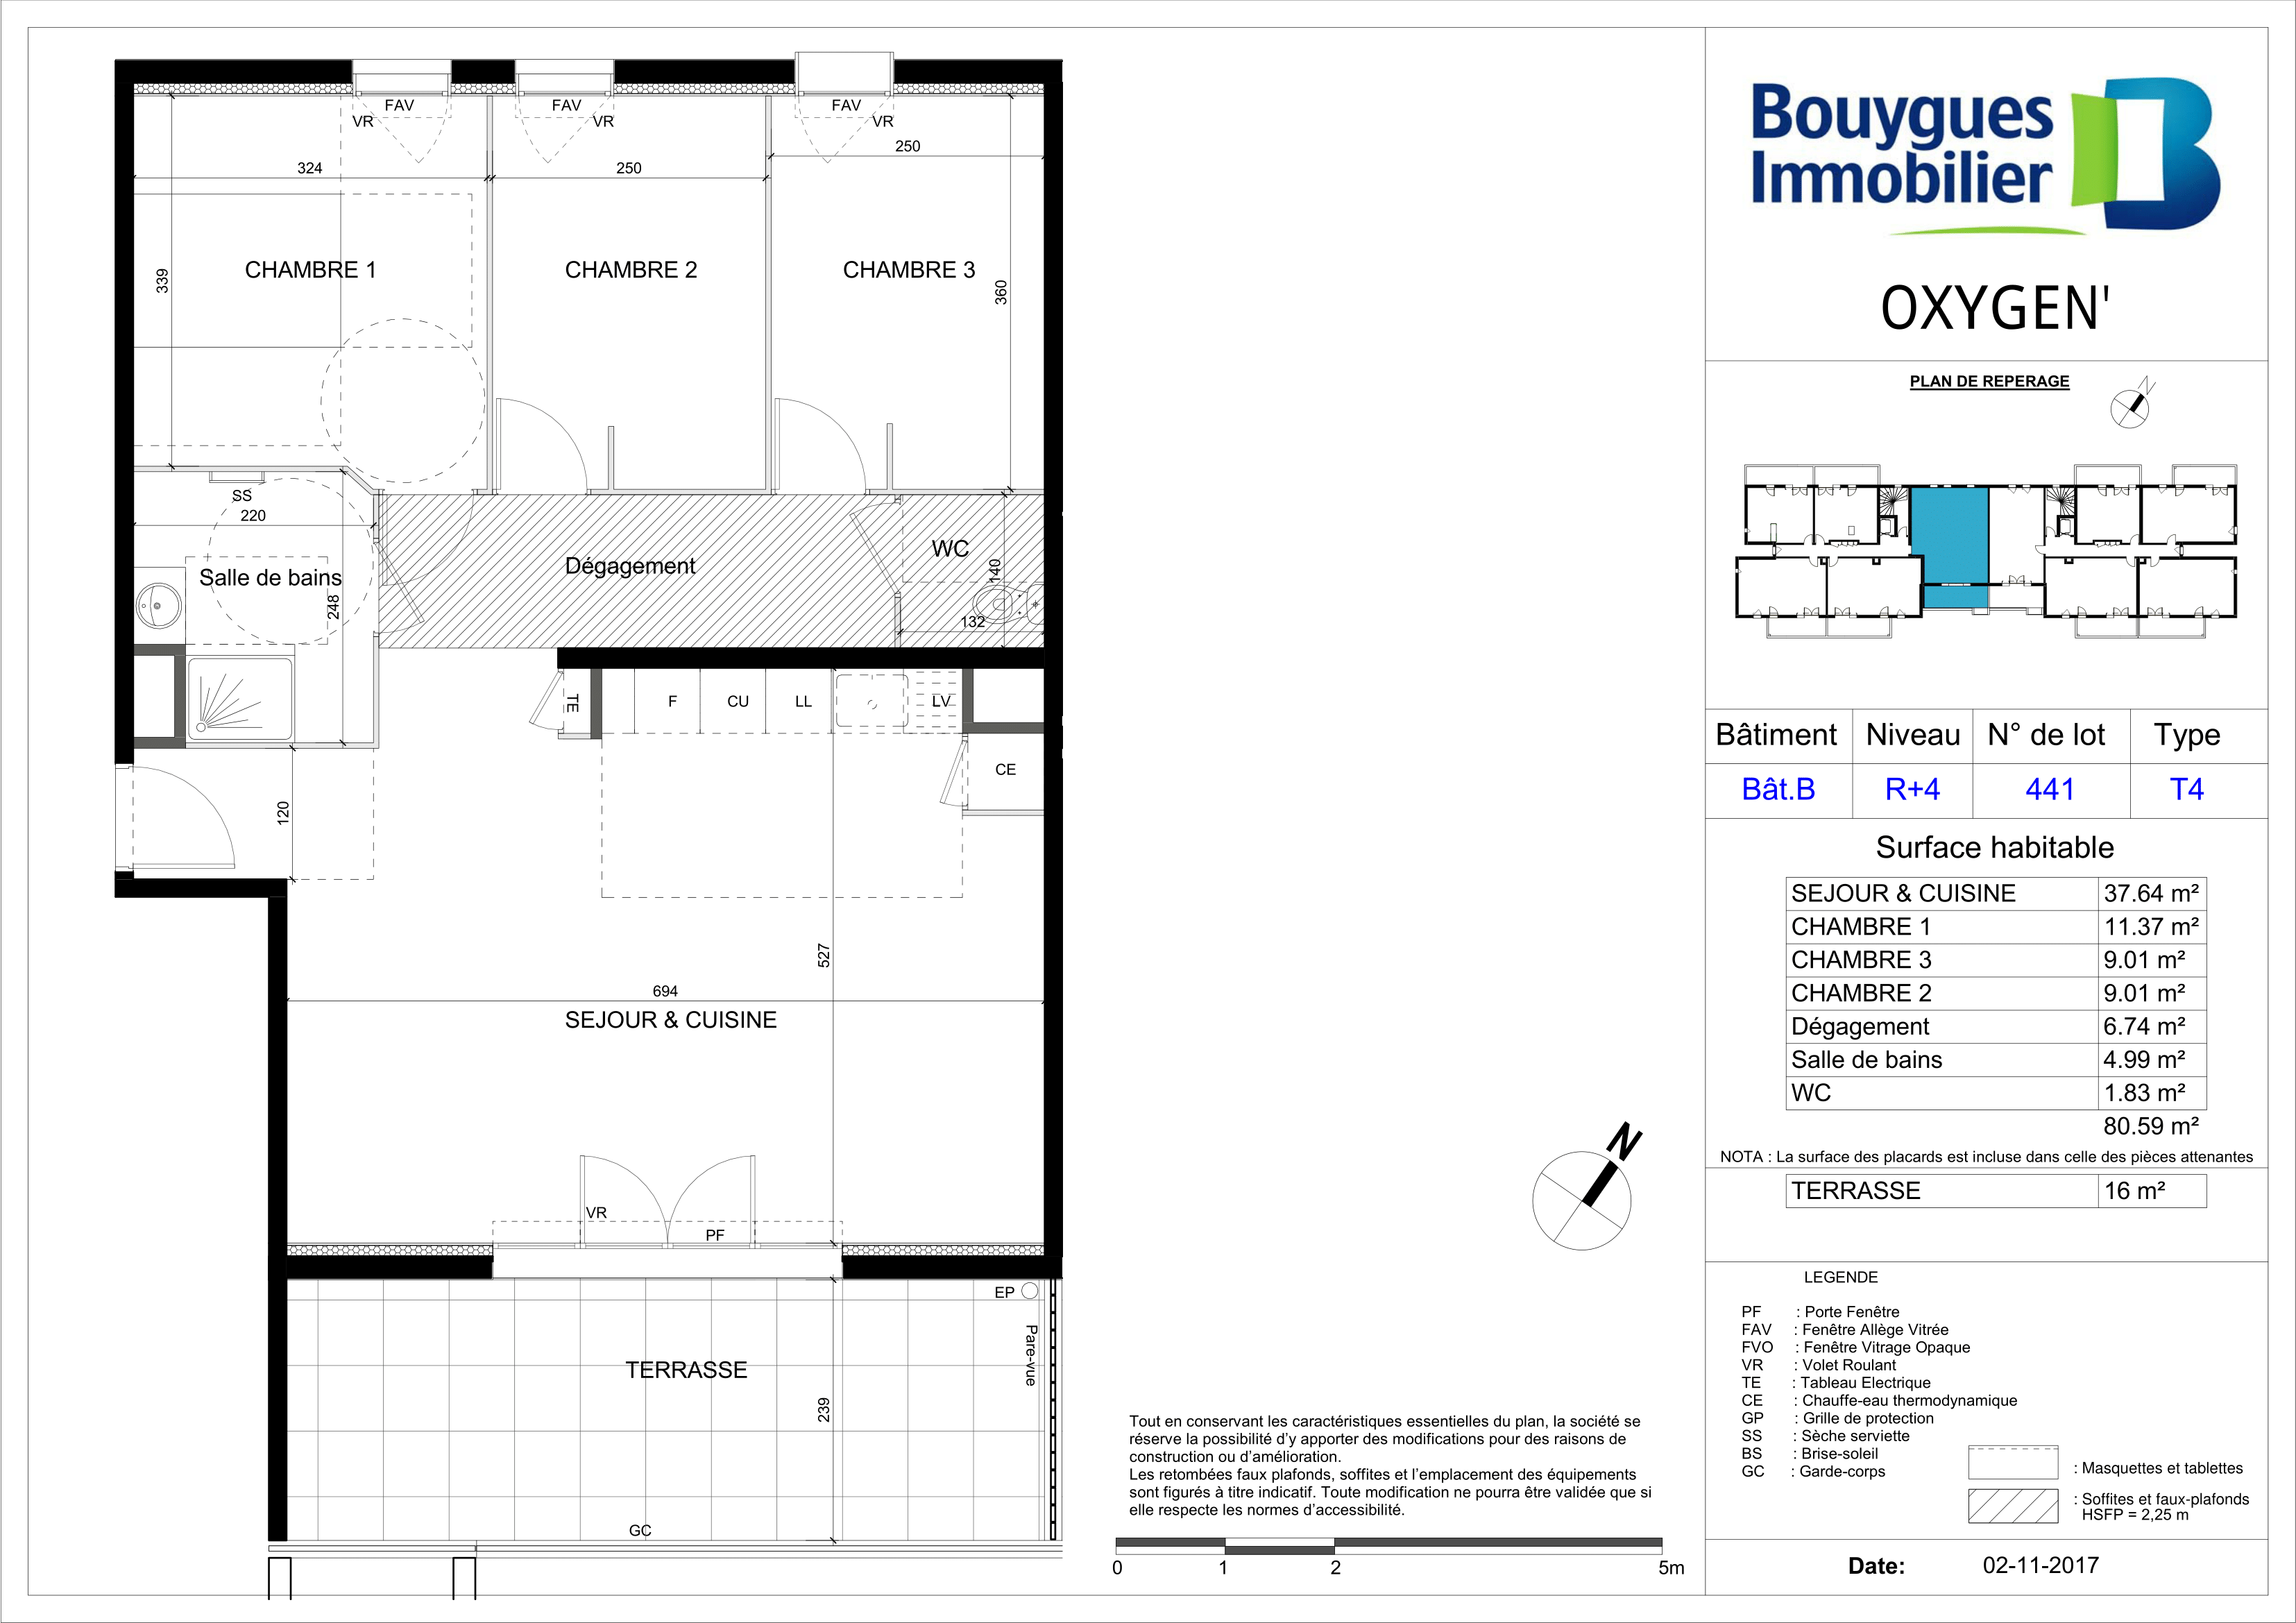 FAV
FAV
FAV
VR
VR
VR
324
250
250
339
360
CHAMBRE 1
CHAMBRE 2
CHAMBRE 3
SS
220
Salle de bains
248
Dégagement
WC
140
132
TE
F
CU
LL
LV
CE
120
527
694
SEJOUR & CUISINE
VR
PF
EP
Pare-vue
TERRASSE
239
GC
N
Tout en conservant les caractéristiques essentielles du plan, la société se
réserve la possibilité d'y apporter des modifications pour des raisons de
construction ou d'amélioration.
Les retombées faux plafonds, soffites et l'emplacement des équipements
sont figurés à titre indicatif. Toute modification ne pourra être validée que si
elle respecte les normes d'accessibilité.
0 1 2 5m
Bouygues
Immobilier
OXYGEN'
PLAN DE REPERAGE
N
Bâtiment Niveau N° de lot Type
Bât.B R+4 441 T4
Surface habitable
SEJOUR & CUISINE 37.64 m²
CHAMBRE 1 11.37 m²
CHAMBRE 3 9.01 m²
CHAMBRE 2 9.01 m²
Dégagement 6.74 m²
Salle de bains 4.99 m²
WC 1.83 m²
80.59 m²
NOTA : La surface des placards est incluse dans celle des pièces attenantes
TERRASSE 16 m²
LEGENDE
PF : Porte Fenêtre
FAV : Fenêtre Allège Vitrée
FVO : Fenêtre Vitrage Opaque
VR : Volet Roulant
TE : Tableau Electrique
CE : Chauffe-eau thermodynamique
GP : Grille de protection
SS : Sèche serviette
BS : Brise-soleil
GC : Garde-corps
: Masquettes et tablettes
: Soffites et faux-plafonds
HSFP = 2,25 m
Date: 02-11-2017